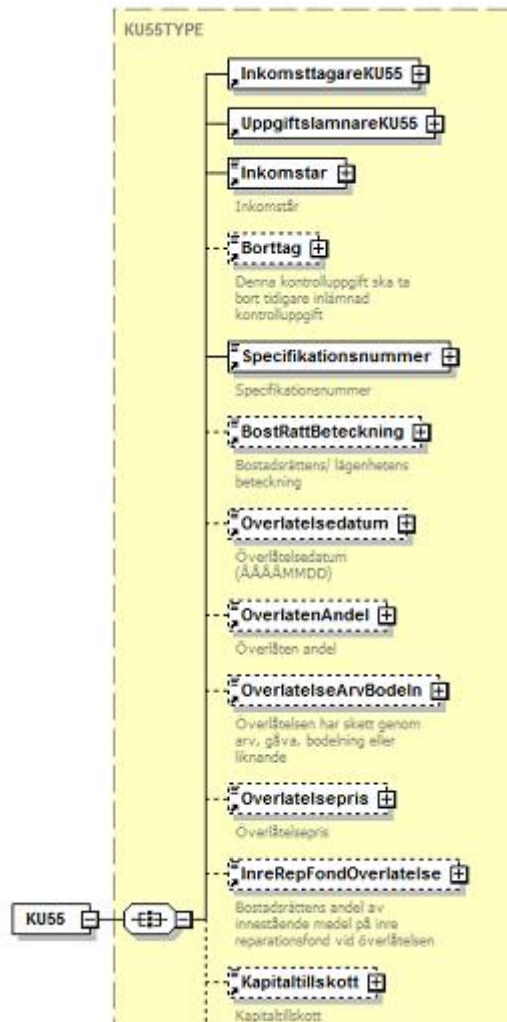 KU55TYPE
InkomsttagareKU55
UppgiftslamnareKU55
Inkomstar
Inkomstår
Borttag
Denna kontrolluppgift ska ta
bort tidigare inlämnad
kontrolluppgift
Specifikationsnummer
Specifikationsnummer
BostRattBeteckning
Bostadsrättens/ lägenhetens
beteckning
Overlatelsedatum
Överlåtelsedatum
(ÅÅÅÅMMDD)
OverlatenAndel
Överlåten andel
OverlatelseArvBodeln
Överlåtelsen har skett genom
arv, gåva, bodelning eller
liknande
Overlatelsepris
Överlåtelsepris
InreRepFondOverlatelse
Bostadsrättens andel av
innestående medel på inre
reparationsfond vid överlåtelsen
KU55
Kapitaltillskott
Kapitaltillskott